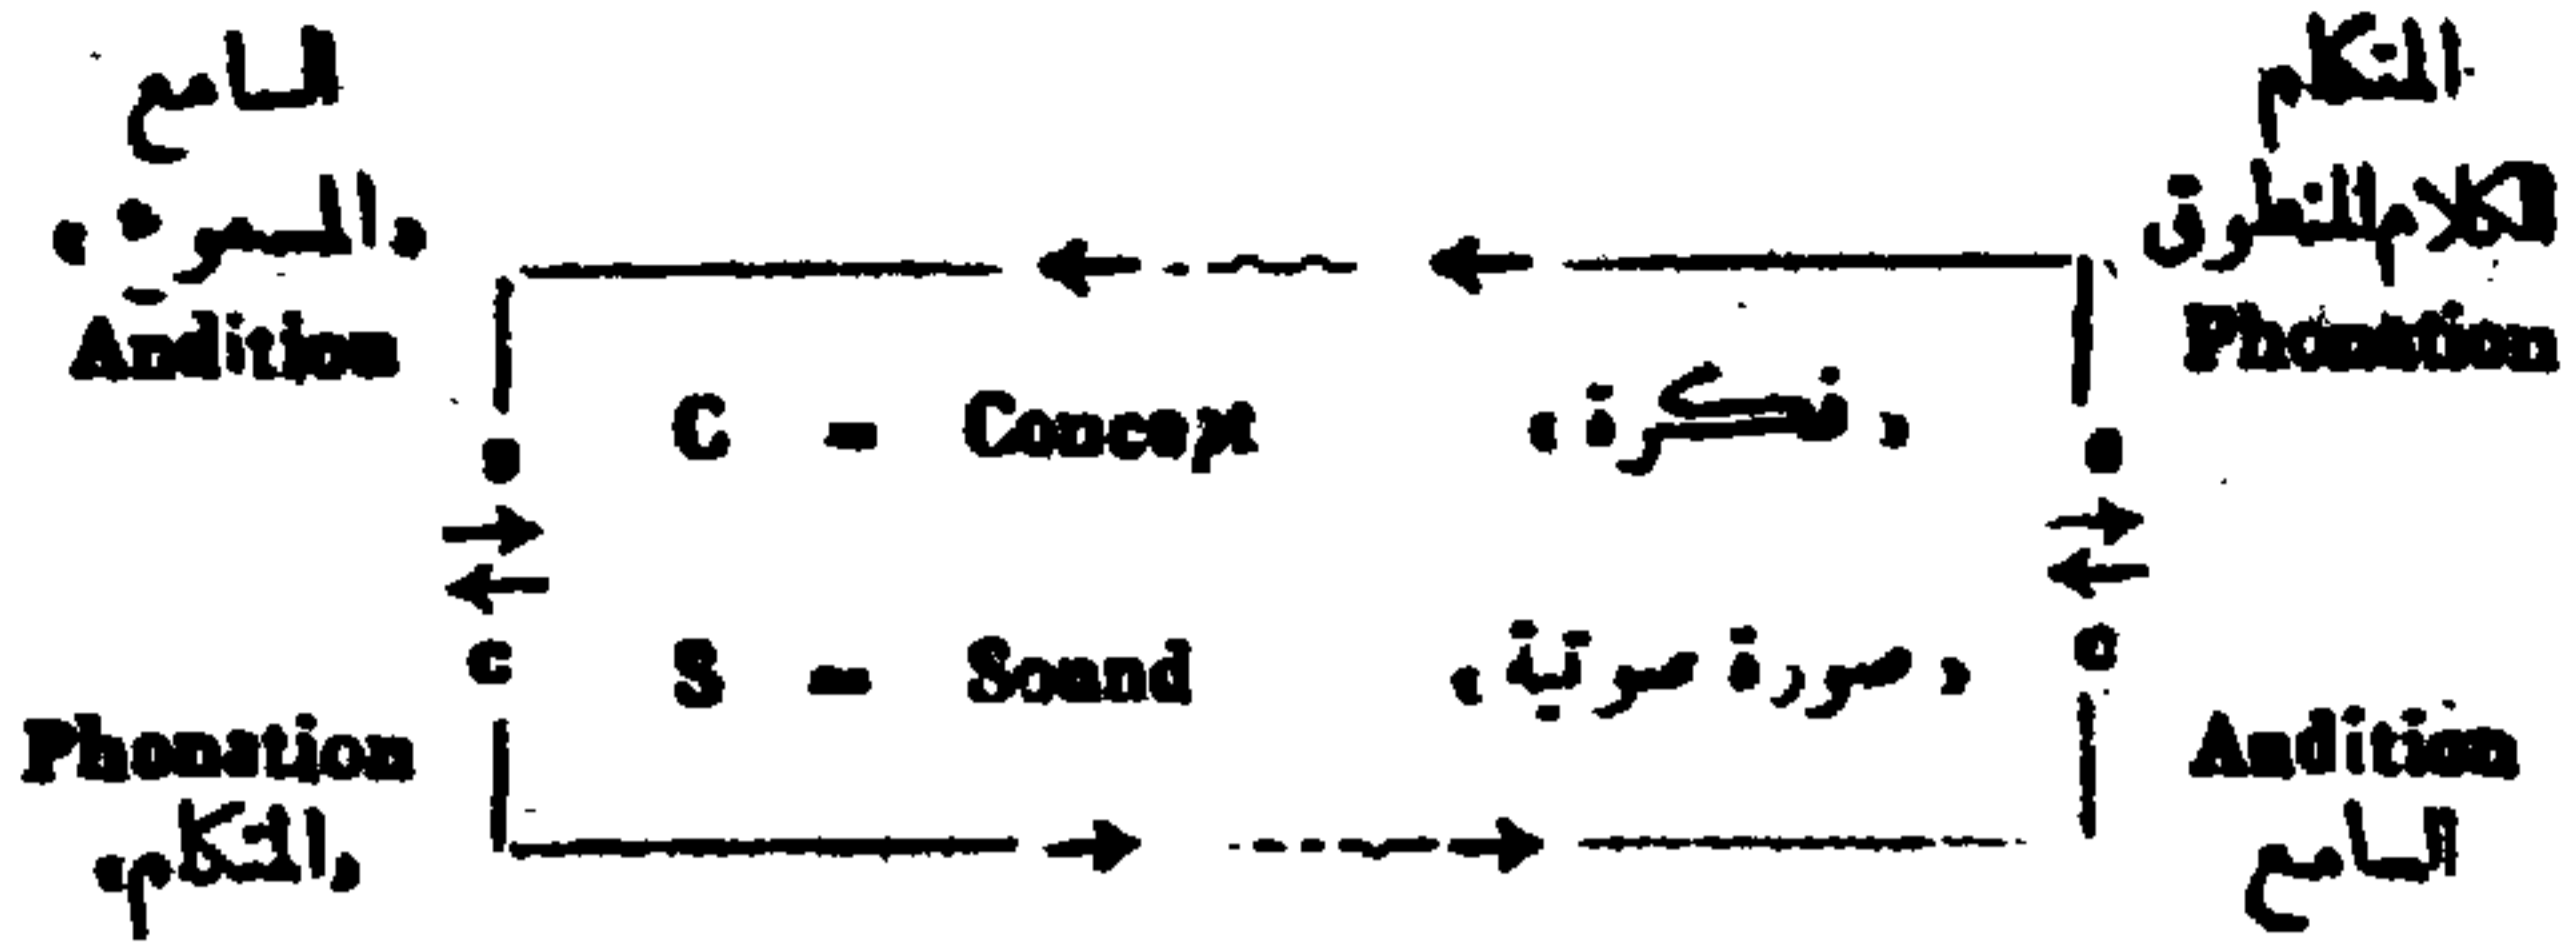 المتكلم
السامع
الكلام المنطوق
Audition
Phonation
C - Concept « فكرة »
s
c
S - Sound « صورة صوتية »
Phonation
Audition
« المتكلم »
السامع